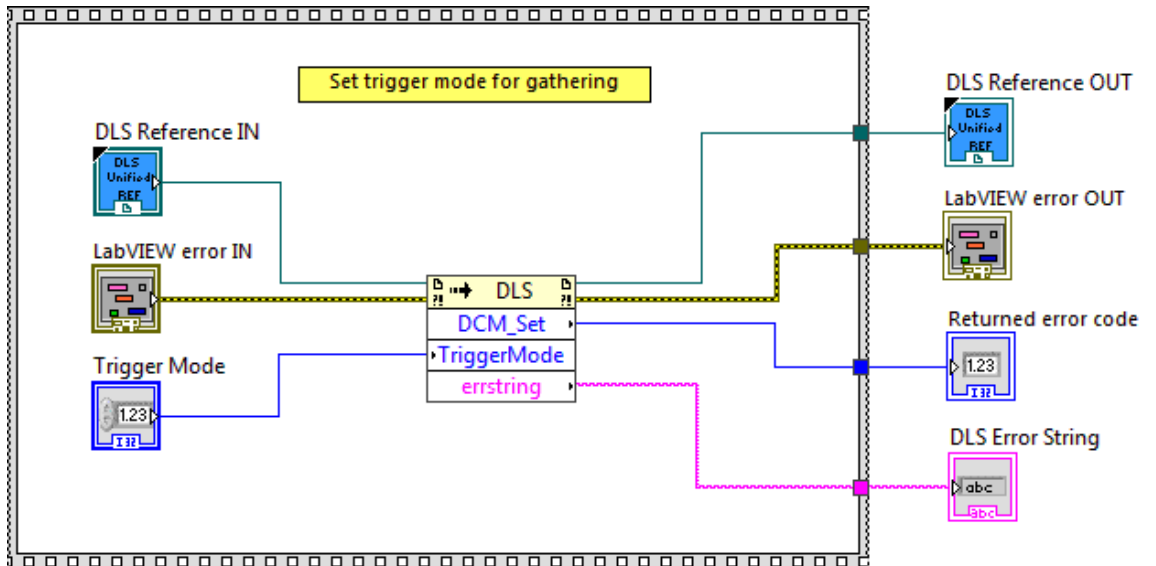 Set trigger mode for gathering
DLS Reference IN
DLS
Unified
REF
LabVIEW error IN
Trigger Mode
1.23
I32
?! DLS ?!
DCM_Set
TriggerMode
errstring
DLS Reference OUT
DLS
Unified
REF
LabVIEW error OUT
Returned error code
1.23
I32
DLS Error String
abc
abc